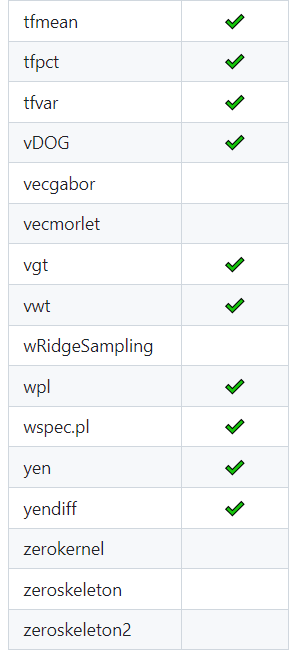 tfmean ✔
tfpct ✔
tfvar ✔
vDOG ✔
vecgabor
vecmorlet
vgt ✔
vwt ✔
wRidgeSampling
wpl ✔
wspec.pl ✔
yen ✔
yendiff ✔
zerokernel
zeroskeleton
zeroskeleton2